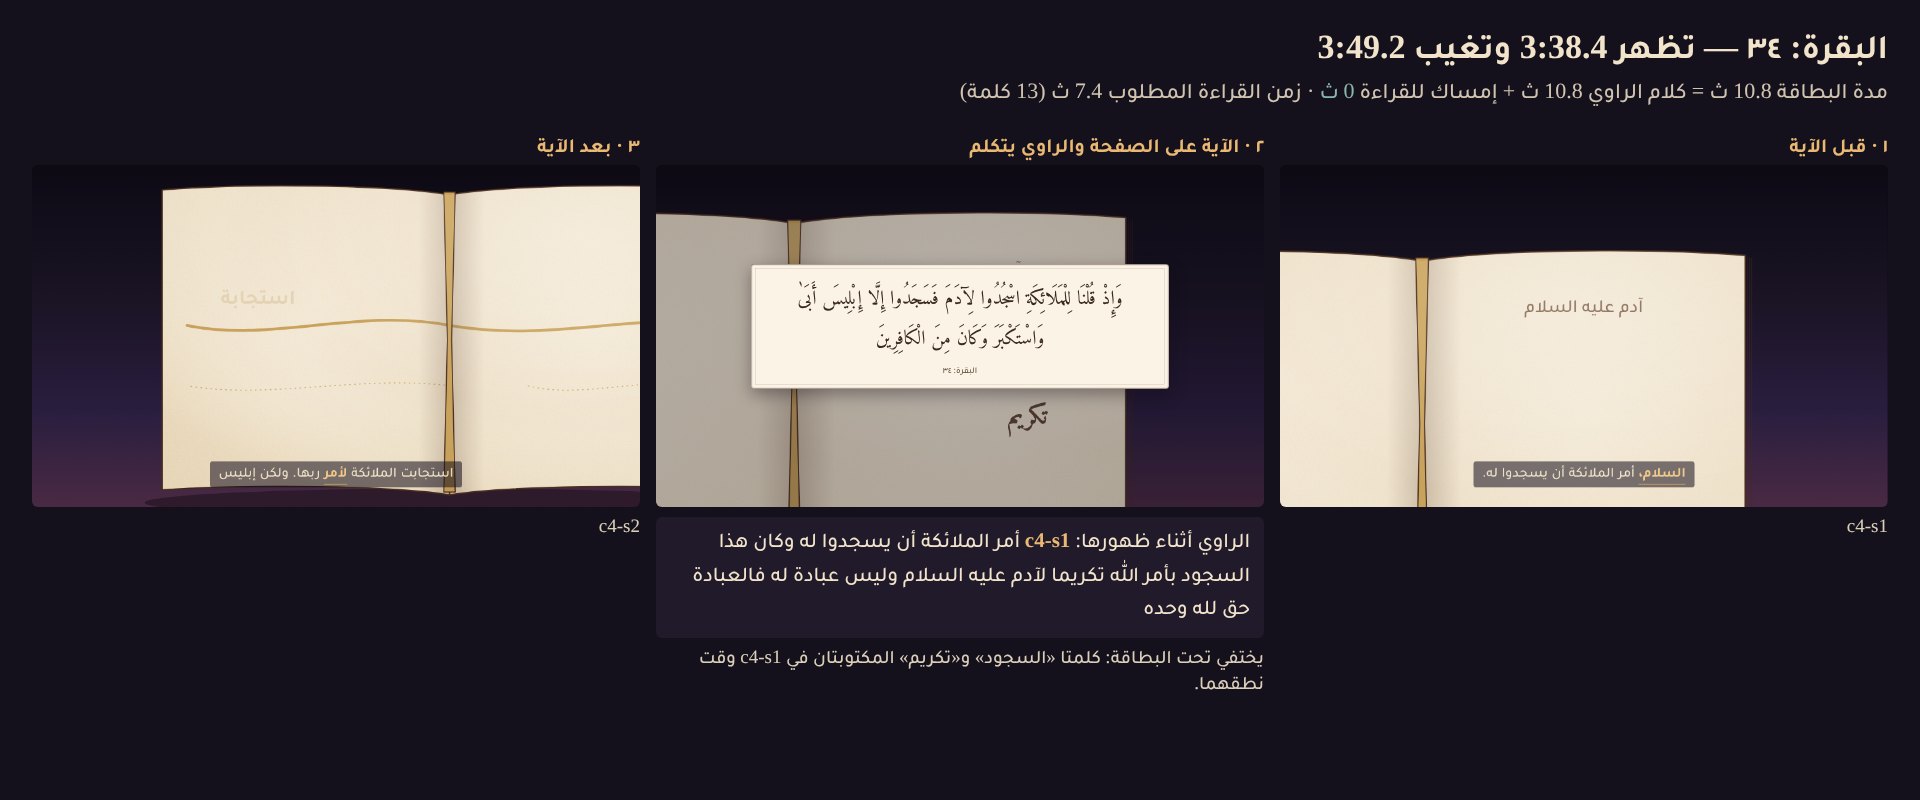 البقرة: ٣٤ — تظهر 3:38.4 وتغيب 3:49.2
مدة البطاقة 10.8 ث = كلام الراوي 10.8 ث + إمساك للقراءة 0 ث · زمن القراءة المطلوب 7.4 ث (13 كلمة)
١ · قبل الآية
آدم عليه السلام
السلام، أمر الملائكة أن يسجدوا له.
c4-s1
٢ · الآية على الصفحة والراوي يتكلم
وَإِذْ قُلْنَا لِلْمَلَائِكَةِ اسْجُدُوا لِآدَمَ فَسَجَدُوا إِلَّا إِبْلِيسَ أَبَىٰ
وَاسْتَكْبَرَ وَكَانَ مِنَ الْكَافِرِينَ
البقرة: ٣٤
تكريم
الراوي أثناء ظهورها: c4-s1 أمر الملائكة أن يسجدوا له وكان هذا
السجود بأمر الله تكريما لآدم عليه السلام وليس عبادة له فالعبادة
حق لله وحده
يختفي تحت البطاقة: كلمتا «السجود» و«تكريم» المكتوبتان في c4-s1 وقت
نطقهما.
٣ · بعد الآية
استجابة
استجابت الملائكة لأمر ربها. ولكن إبليس
c4-s2